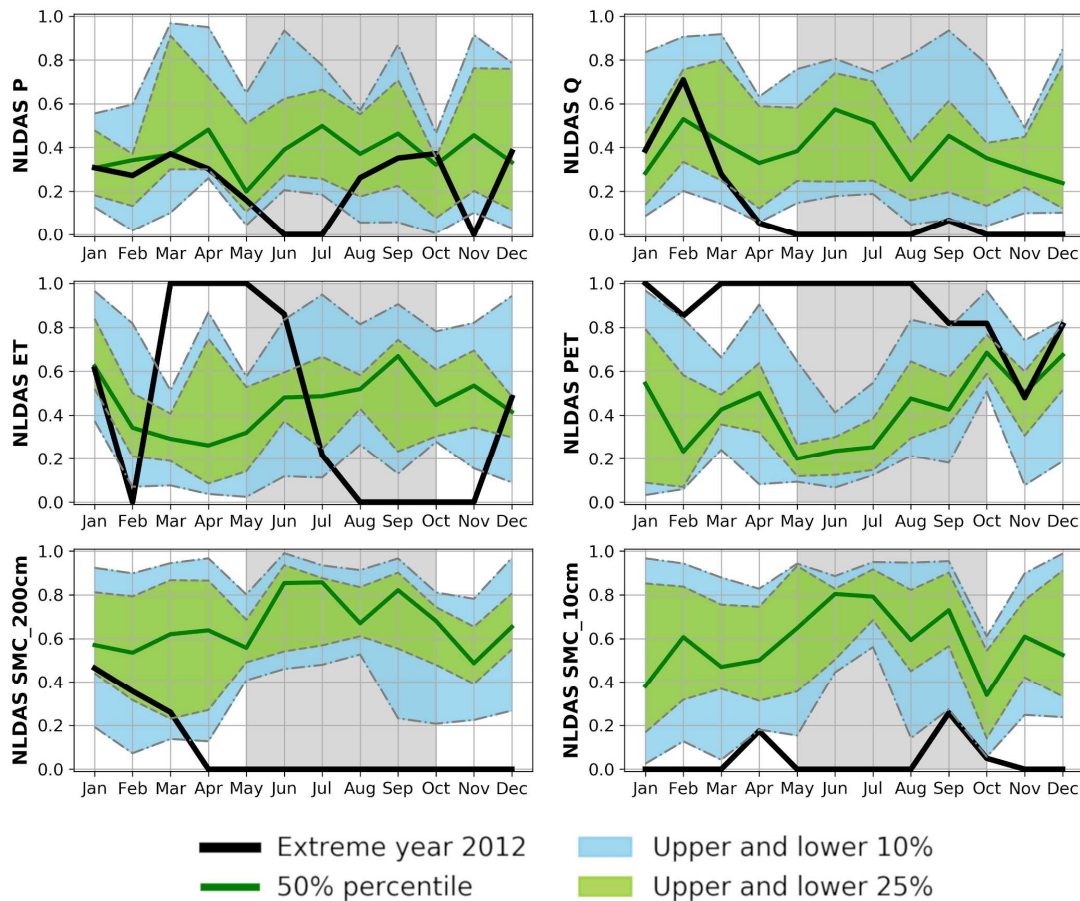 NLDAS P
1.0
0.8
0.6
0.4
0.2
0.0
Jan Feb Mar Apr May Jun Jul Aug Sep Oct Nov Dec
NLDAS Q
1.0
0.8
0.6
0.4
0.2
0.0
Jan Feb Mar Apr May Jun Jul Aug Sep Oct Nov Dec
NLDAS ET
1.0
0.8
0.6
0.4
0.2
0.0
Jan Feb Mar Apr May Jun Jul Aug Sep Oct Nov Dec
NLDAS PET
1.0
0.8
0.6
0.4
0.2
0.0
Jan Feb Mar Apr May Jun Jul Aug Sep Oct Nov Dec
NLDAS SMC_200cm
1.0
0.8
0.6
0.4
0.2
0.0
Jan Feb Mar Apr May Jun Jul Aug Sep Oct Nov Dec
NLDAS SMC_10cm
1.0
0.8
0.6
0.4
0.2
0.0
Jan Feb Mar Apr May Jun Jul Aug Sep Oct Nov Dec
Extreme year 2012
50% percentile
Upper and lower 10%
Upper and lower 25%